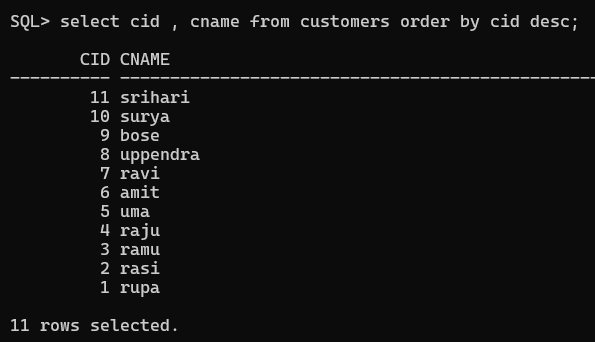 SQL> select cid , cname from customers order by cid desc;
CID CNAME
---------- ------------------------------------------------
11 srihari
10 surya
9 bose
8 uppendra
7 ravi
6 amit
5 uma
4 raju
3 ramu
2 rasi
1 rupa
11 rows selected.